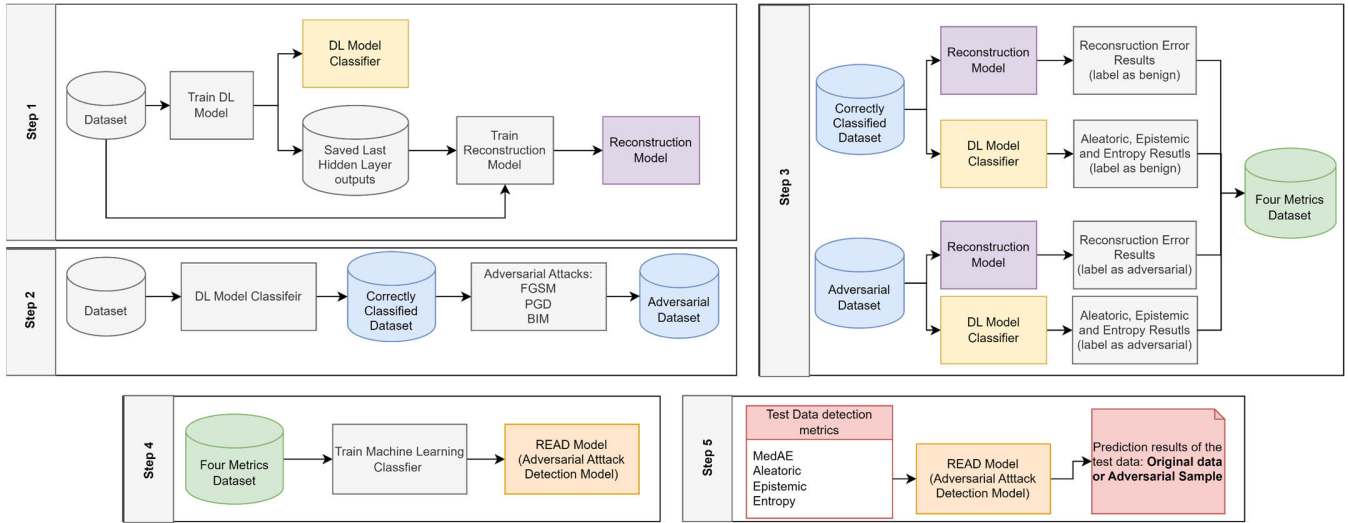 Step 1
Dataset
Train DL
Model
DL Model
Classifier
Saved Last
Hidden Layer
outputs
Train
Reconstruction
Model
Reconstruction
Model
Step 2
Dataset
DL Model Classifeir
Correctly
Classified
Dataset
Adversarial Attacks:
FGSM
PGD
BIM
Adversarial
Dataset
Step 3
Correctly
Classified
Dataset
Reconstruction
Model
Reconsruction Error
Results
(label as benign)
DL Model
Classifier
Aleatoric, Epistemic
and Entropy Resutls
(label as benign)
Adversarial
Dataset
Reconstruction
Model
Reconsruction Error
Results
(label as adversarial)
DL Model
Classifier
Aleatoric, Epistemic
and Entropy Resutls
(label as adversarial)
Four Metrics
Dataset
Step 4
Four Metrics
Dataset
Train Machine Learning
Classfier
READ Model
(Adversarial Atttack
Detection Model)
Step 5
Test Data detection
metrics
MedAE
Aleatoric
Epistemic
Entropy
READ Model
(Adversarial Atttack
Detection Model)
Prediction results of the
test data: Original data
or Adversarial Sample